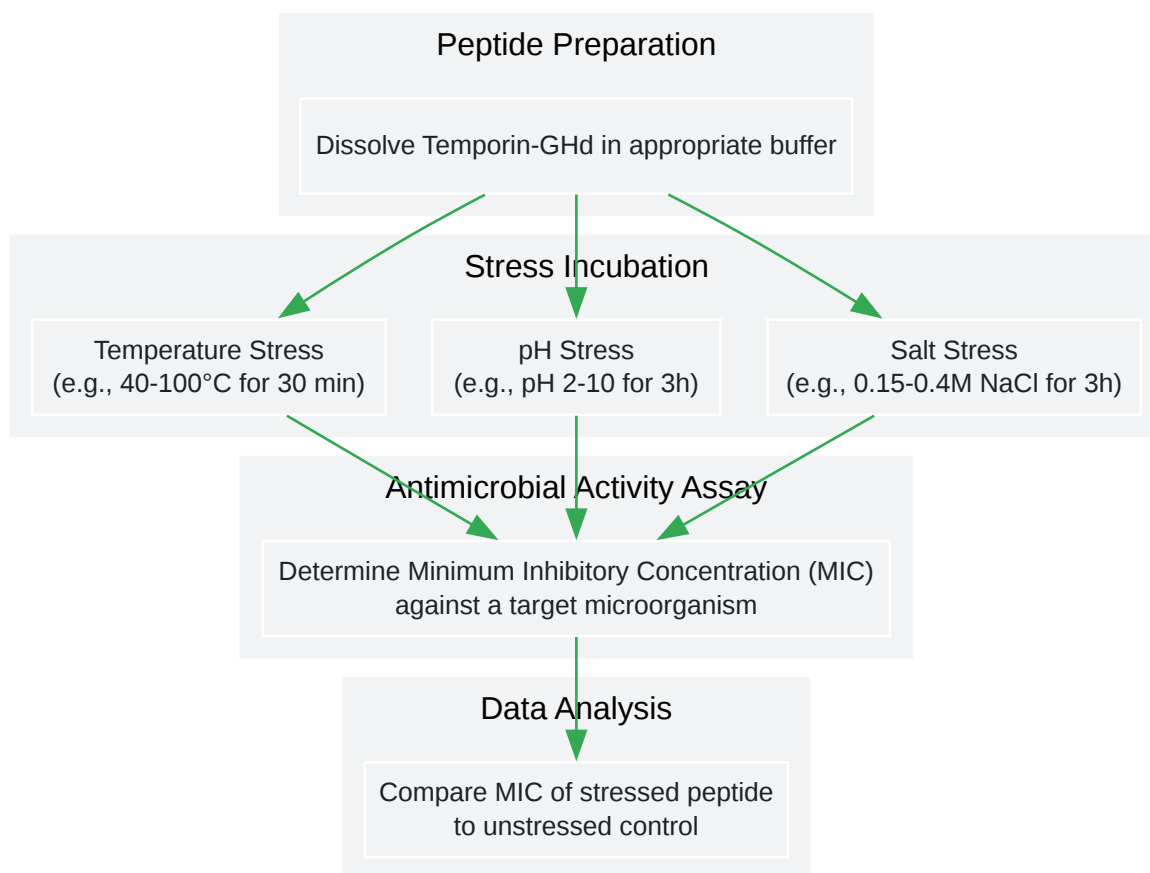 Peptide Preparation
Dissolve Temporin-GHd in appropriate buffer
Stress Incubation
Temperature Stress
(e.g., 40-100°C for 30 min)
pH Stress
(e.g., pH 2-10 for 3h)
Salt Stress
(e.g., 0.15-0.4M NaCl for 3h)
Antimicrobial Activity Assay
Determine Minimum Inhibitory Concentration (MIC)
against a target microorganism
Data Analysis
Compare MIC of stressed peptide
to unstressed control